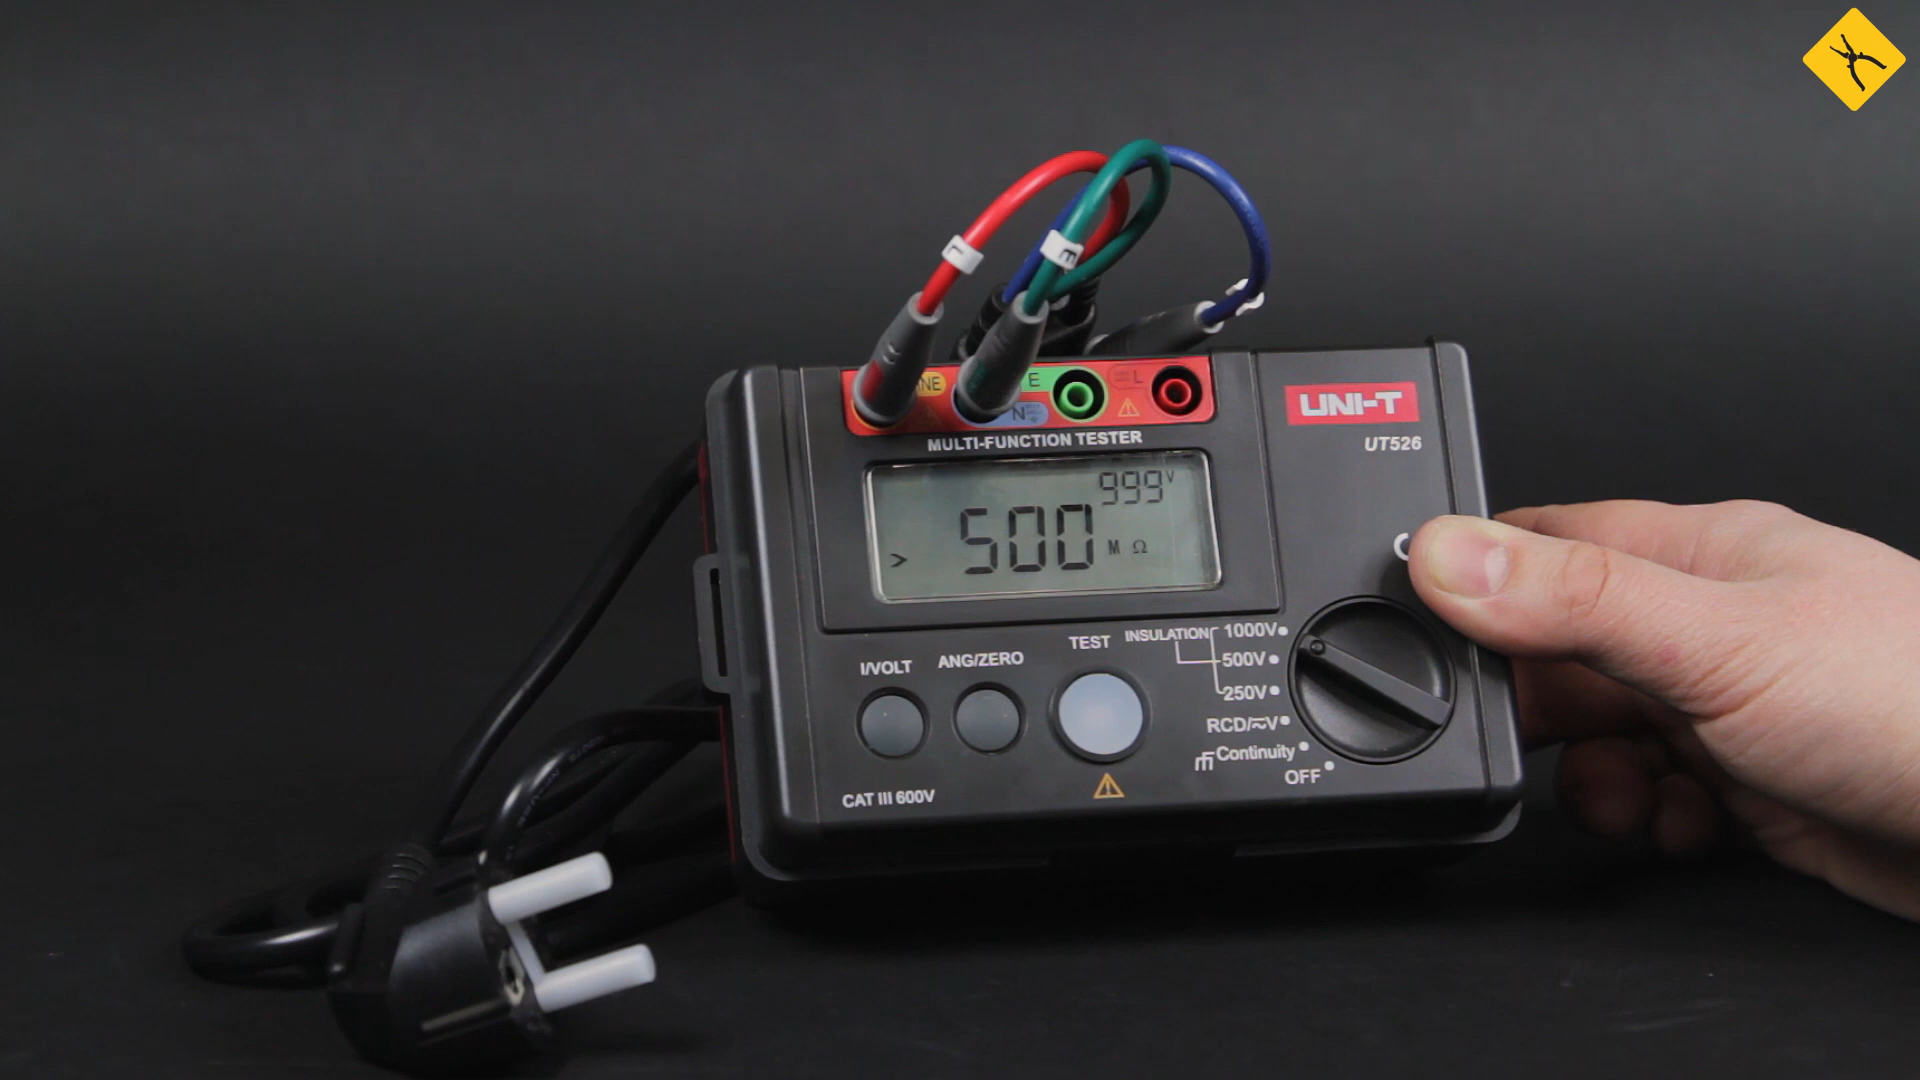 L
E
NE
E
L
N
MULTI-FUNCTION TESTER
UNI-T
UT526
999V
> 500 M Ω
I/VOLT
ANG/ZERO
TEST
INSULATION
1000V
500V
250V
RCD/≂V
Continuity
OFF
CAT III 600V